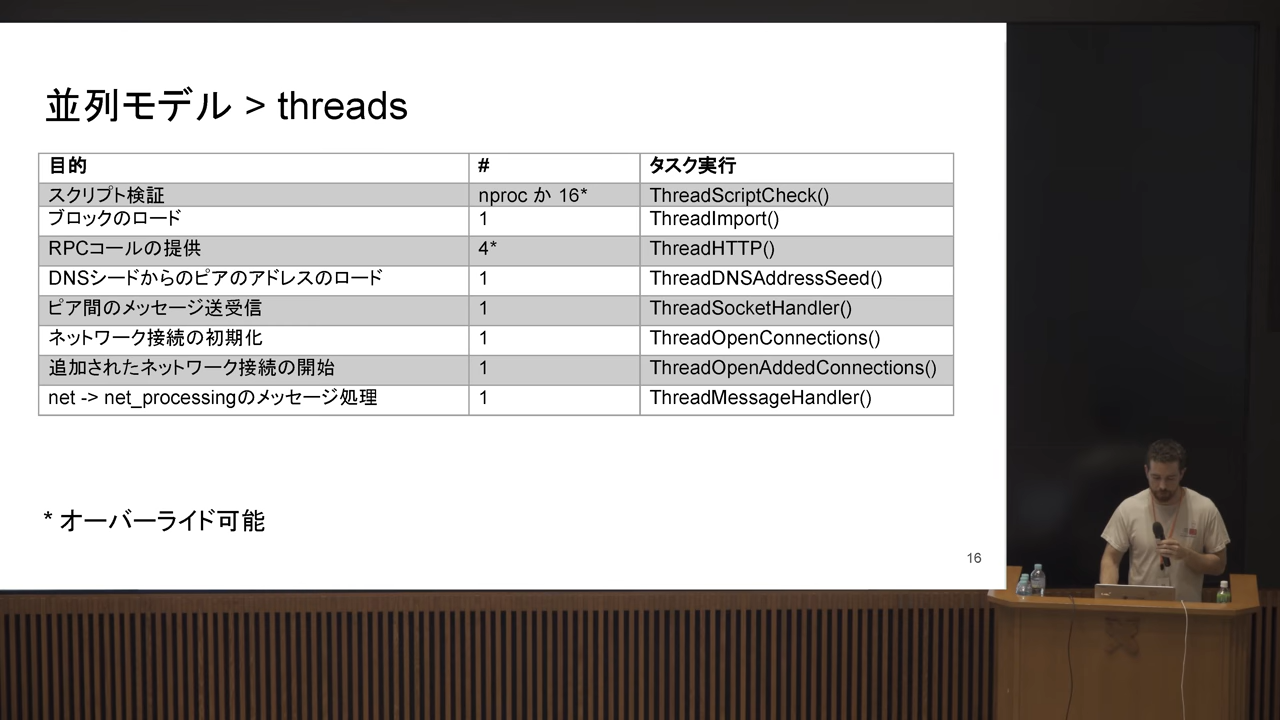 並列モデル > threads
目的 # タスク実行
スクリプト検証 nproc か 16* ThreadScriptCheck()
ブロックのロード 1 ThreadImport()
RPCコールの提供 4* ThreadHTTP()
DNSシードからのピアのアドレスのロード 1 ThreadDNSAddressSeed()
ピア間のメッセージ送受信 1 ThreadSocketHandler()
ネットワーク接続の初期化 1 ThreadOpenConnections()
追加されたネットワーク接続の開始 1 ThreadOpenAddedConnections()
net -> net_processingのメッセージ処理 1 ThreadMessageHandler()
* オーバーライド可能
16